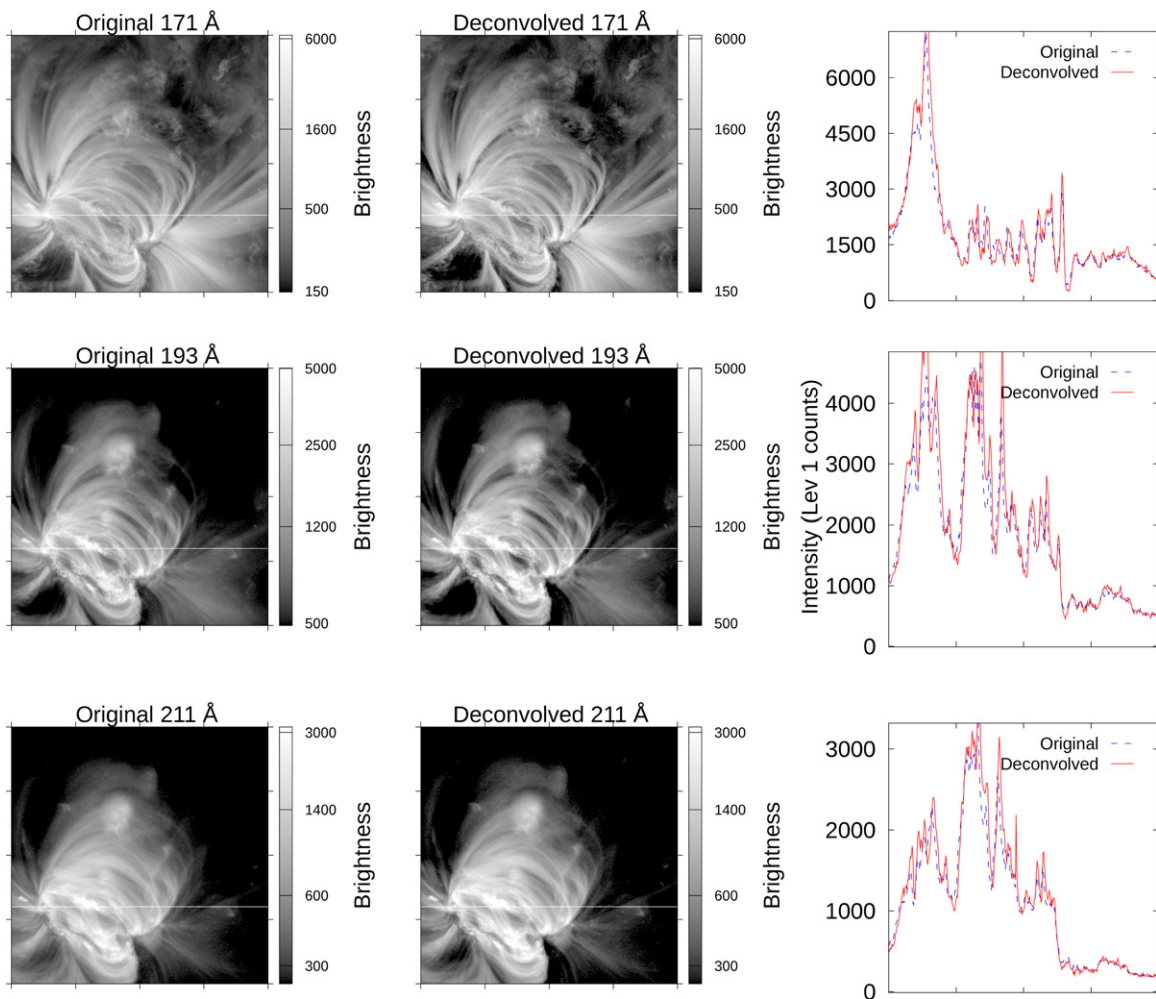 Original 171 Å
Deconvolved 171 Å
6000
1600
500
150
Brightness
6000
1600
500
150
Brightness
Original
Deconvolved
6000
4500
3000
1500
0
Original 193 Å
Deconvolved 193 Å
5000
2500
1200
500
Brightness
5000
2500
1200
500
Brightness
Intensity (Lev 1 counts)
Original
Deconvolved
4000
3000
2000
1000
0
Original 211 Å
Deconvolved 211 Å
3000
1400
600
300
Brightness
3000
1400
600
300
Brightness
Original
Deconvolved
3000
2000
1000
0